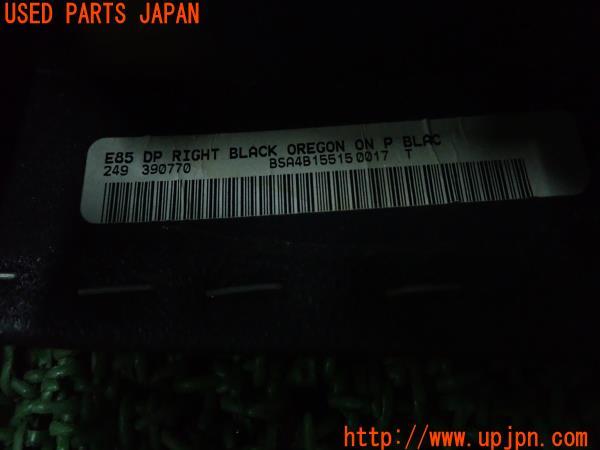 USED PARTS JAPAN
E85 DP RIGHT BLACK OREGON ON P BLAC
249 390770 BSA4B15515 0017 T
http://www.upjpn.com